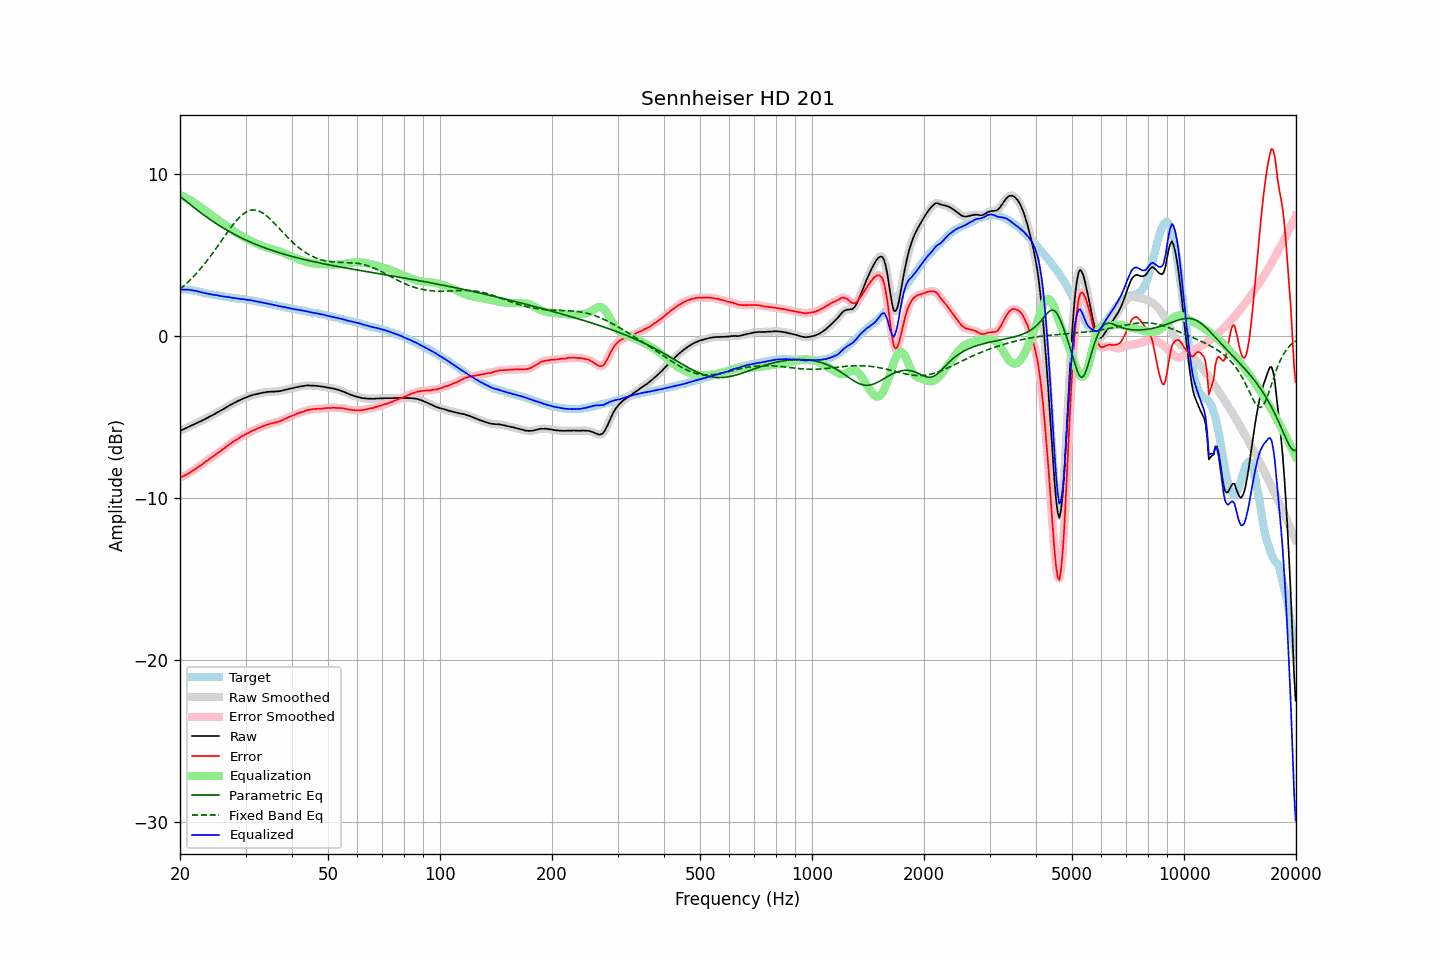 Sennheiser HD 201
Amplitude (dBr)
10
0
−10
−20
−30
Target
Raw Smoothed
Error Smoothed
Raw
Error
Equalization
Parametric Eq
Fixed Band Eq
Equalized
20 50 100 200 500 1000 2000 5000 10000 20000
Frequency (Hz)